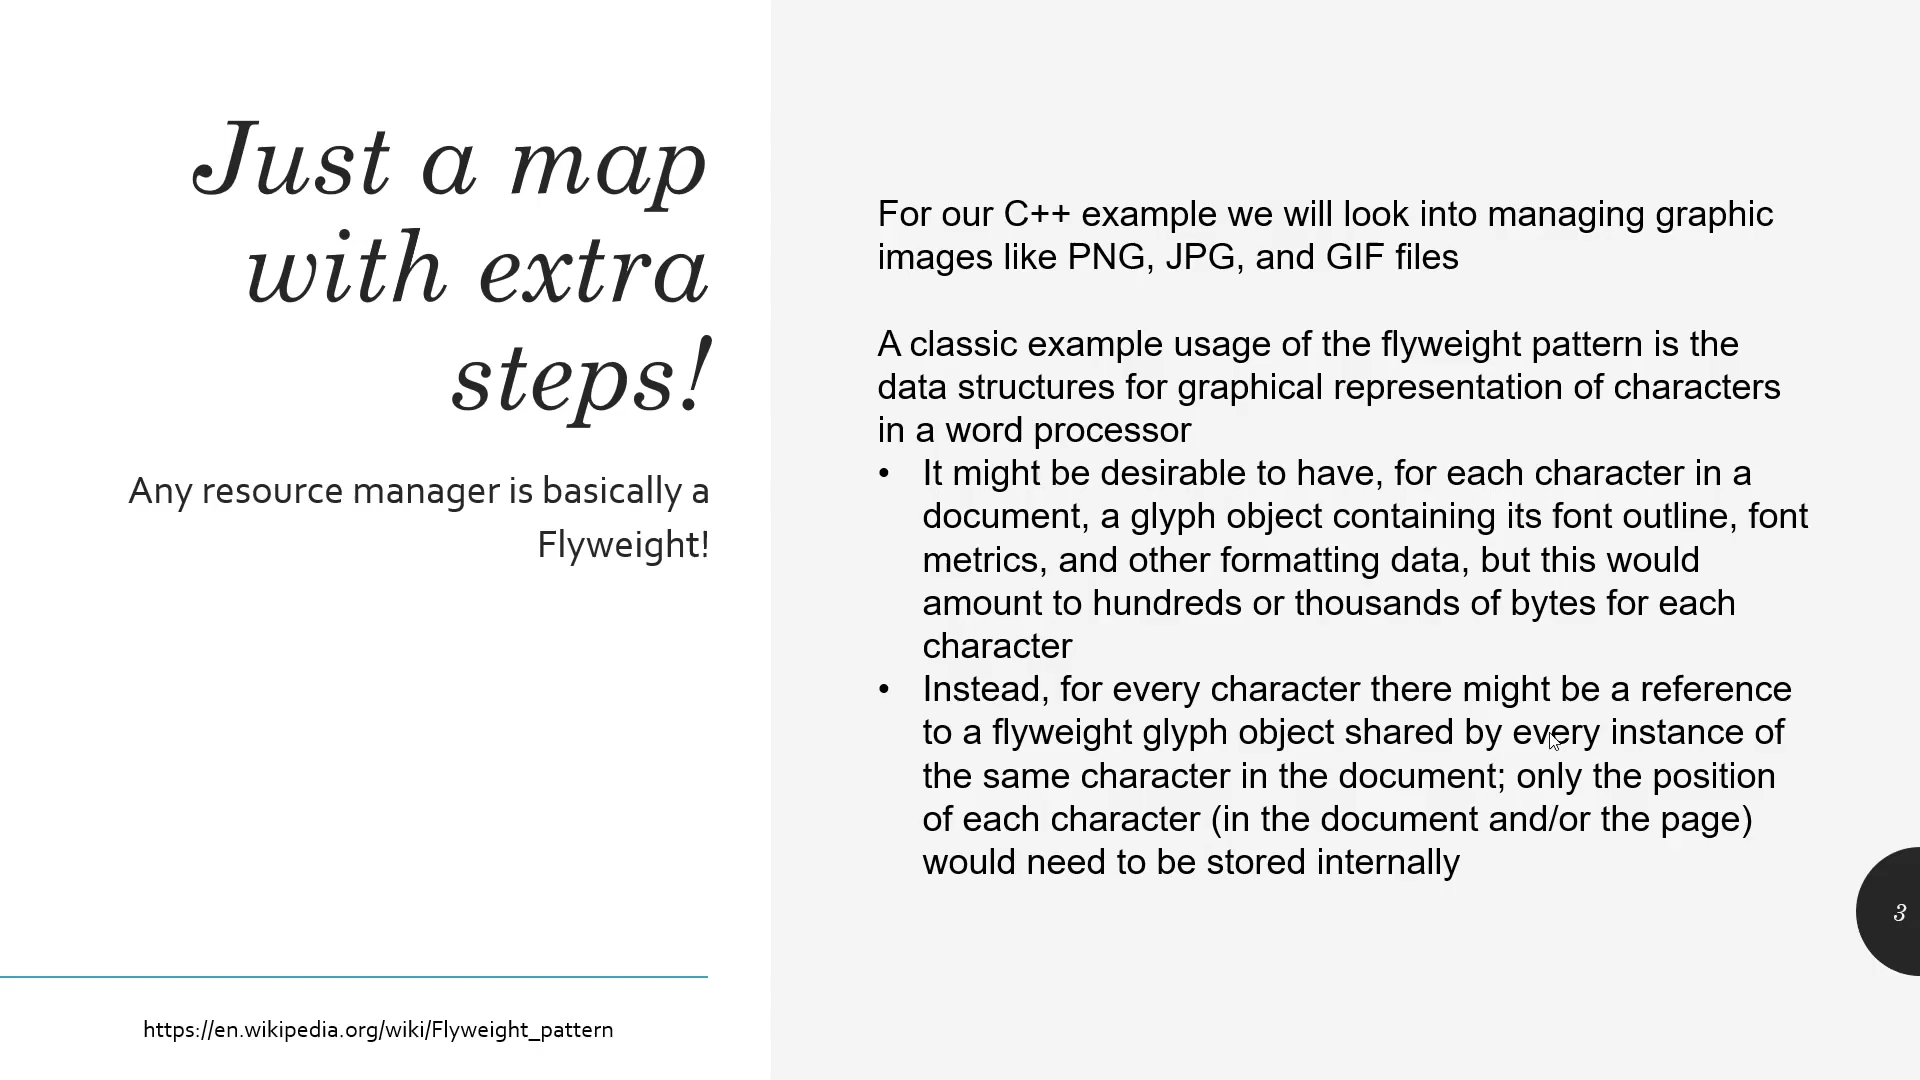 Just a map
with extra
steps!
Any resource manager is basically a
Flyweight!
https://en.wikipedia.org/wiki/Flyweight_pattern
For our C++ example we will look into managing graphic
images like PNG, JPG, and GIF files
A classic example usage of the flyweight pattern is the
data structures for graphical representation of characters
in a word processor
• It might be desirable to have, for each character in a
document, a glyph object containing its font outline, font
metrics, and other formatting data, but this would
amount to hundreds or thousands of bytes for each
character
• Instead, for every character there might be a reference
to a flyweight glyph object shared by every instance of
the same character in the document; only the position
of each character (in the document and/or the page)
would need to be stored internally
3